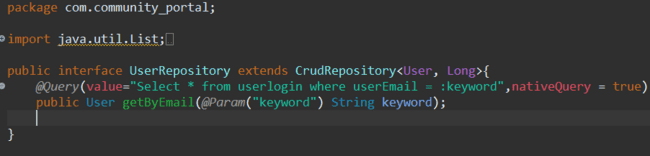 package com.community_portal;
import java.util.List;
public interface UserRepository extends CrudRepository<User, Long>{
@Query(value="Select * from userlogin where userEmail = :keyword",nativeQuery = true)
public User getByEmail(@Param("keyword") String keyword);
}